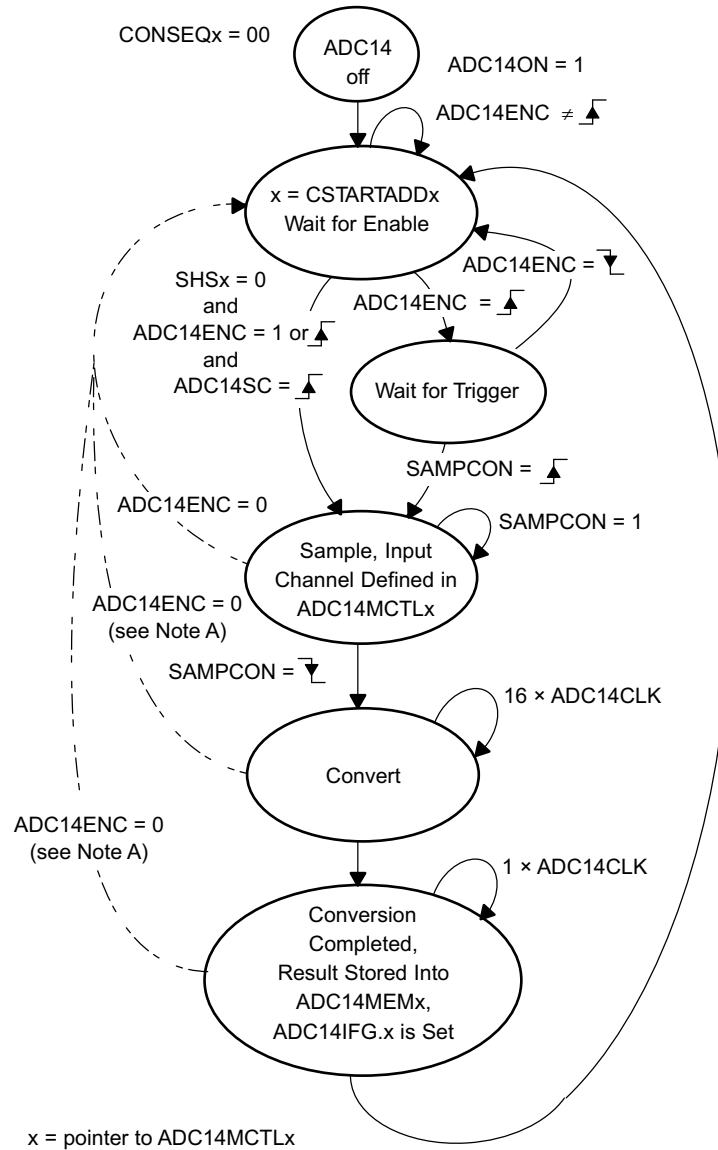 CONSEQx = 00
ADC14
off
ADC14ON = 1
ADC14ENC ≠
x = CSTARTADDx
Wait for Enable
ADC14ENC =
SHSx = 0
and
ADC14ENC = 1 or
and
ADC14SC =
ADC14ENC =
Wait for Trigger
SAMPCON =
ADC14ENC = 0
SAMPCON = 1
Sample, Input
Channel Defined in
ADC14MCTLx
ADC14ENC = 0
(see Note A)
SAMPCON =
16 × ADC14CLK
Convert
ADC14ENC = 0
(see Note A)
1 × ADC14CLK
Conversion
Completed,
Result Stored Into
ADC14MEMx,
ADC14IFG.x is Set
x = pointer to ADC14MCTLx